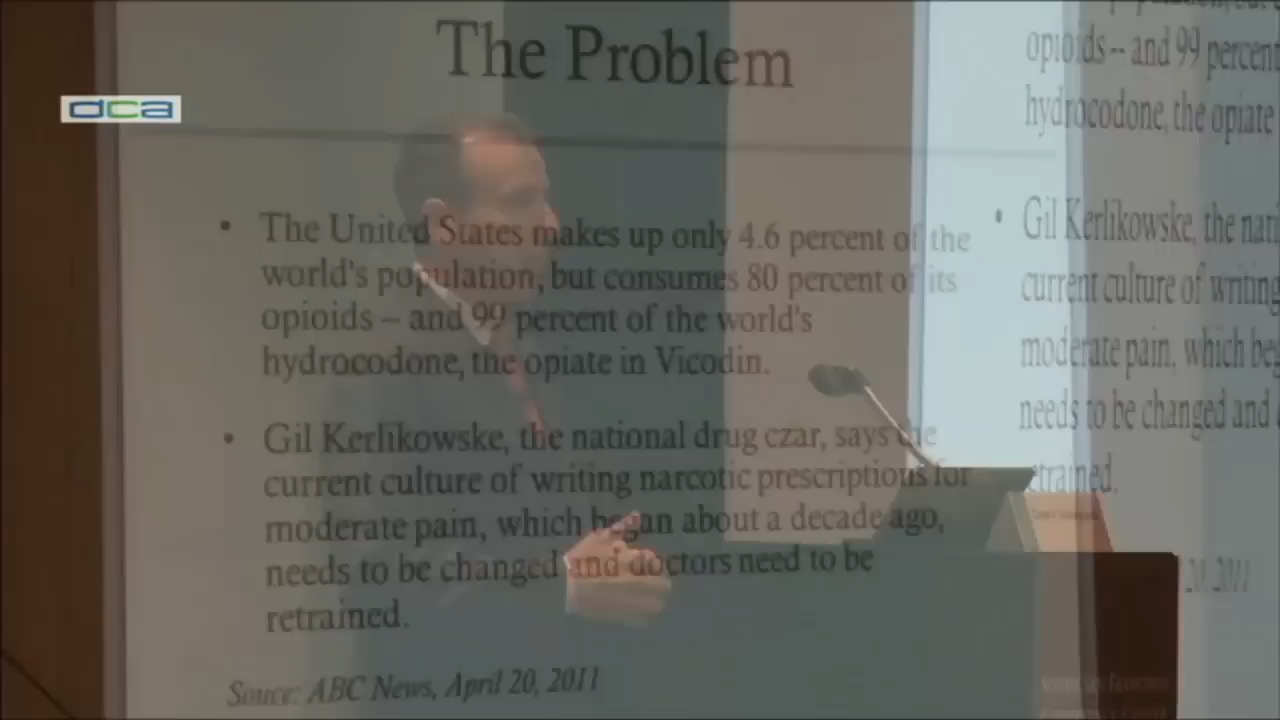 The Problem
dca
• The United States makes up only 4.6 percent of the
world's population, but consumes 80 percent of its
opioids – and 99 percent of the world's
hydrocodone, the opiate in Vicodin.
• Gil Kerlikowske, the national drug czar, says the
current culture of writing narcotic prescriptions for
moderate pain, which began about a decade ago,
needs to be changed and doctors need to be
retrained.
Souce: ABC News, April 20, 2011
opioids – and 99 percent
hydrocodone, the opiate
• Gil Kerlikowske, the nati
current culture of writing
moderate pain, which beg
needs to be changed and
retrained.
20, 2011